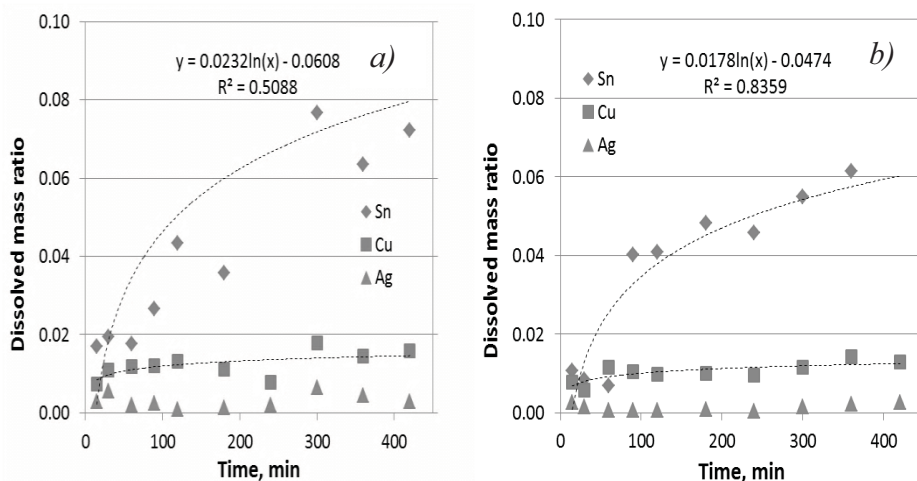 0.10
0.08
0.06
0.04
0.02
0.00
Dissolved mass ratio
y = 0.0232ln(x) - 0.0608
R² = 0.5088
a)
Sn
Cu
Ag
0
100
200
300
400
Time, min
0.10
0.08
0.06
0.04
0.02
0.00
Dissolved mass ratio
y = 0.0178ln(x) - 0.0474
R² = 0.8359
b)
Sn
Cu
Ag
0
100
200
300
400
Time, min